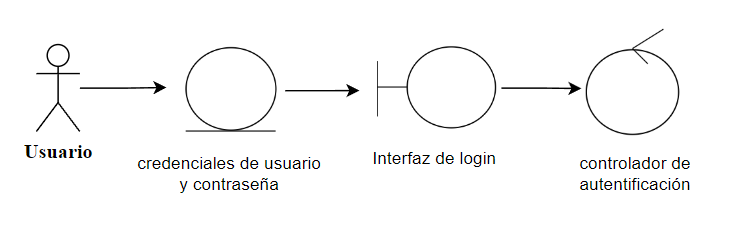 Usuario
credenciales de usuario
y contraseña
Interfaz de login
controlador de
autentificación